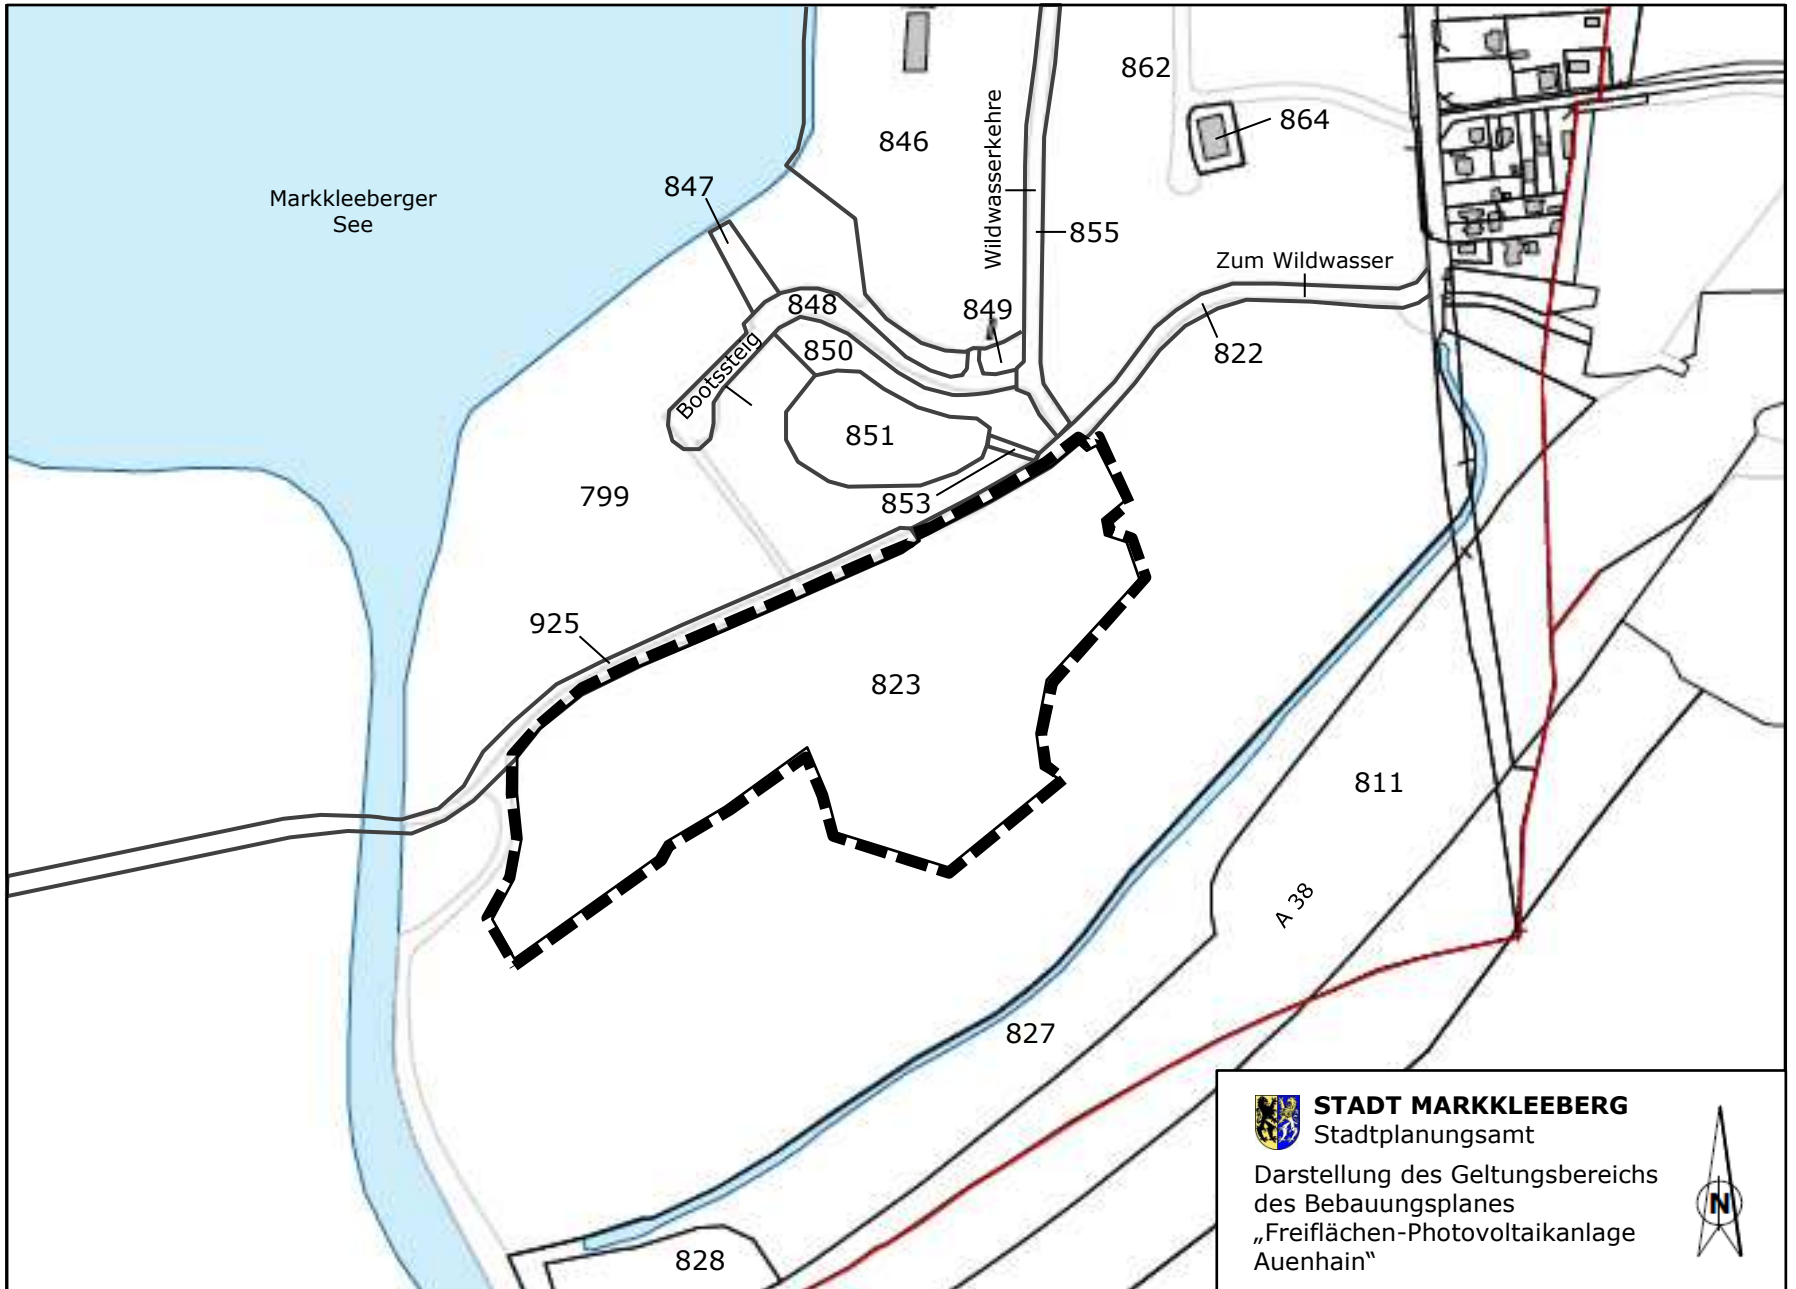 862
864
846
Wildwasserkehre
847
Markkleeberger
See
855
Zum Wildwasser
848
849
822
850
Bootssteig
851
799
853
925
823
811
A 38
827
828
STADT MARKKLEEBERG
Stadtplanungsamt
Darstellung des Geltungsbereichs
des Bebauungsplanes
„Freiflächen-Photovoltaikanlage
Auenhain“
N